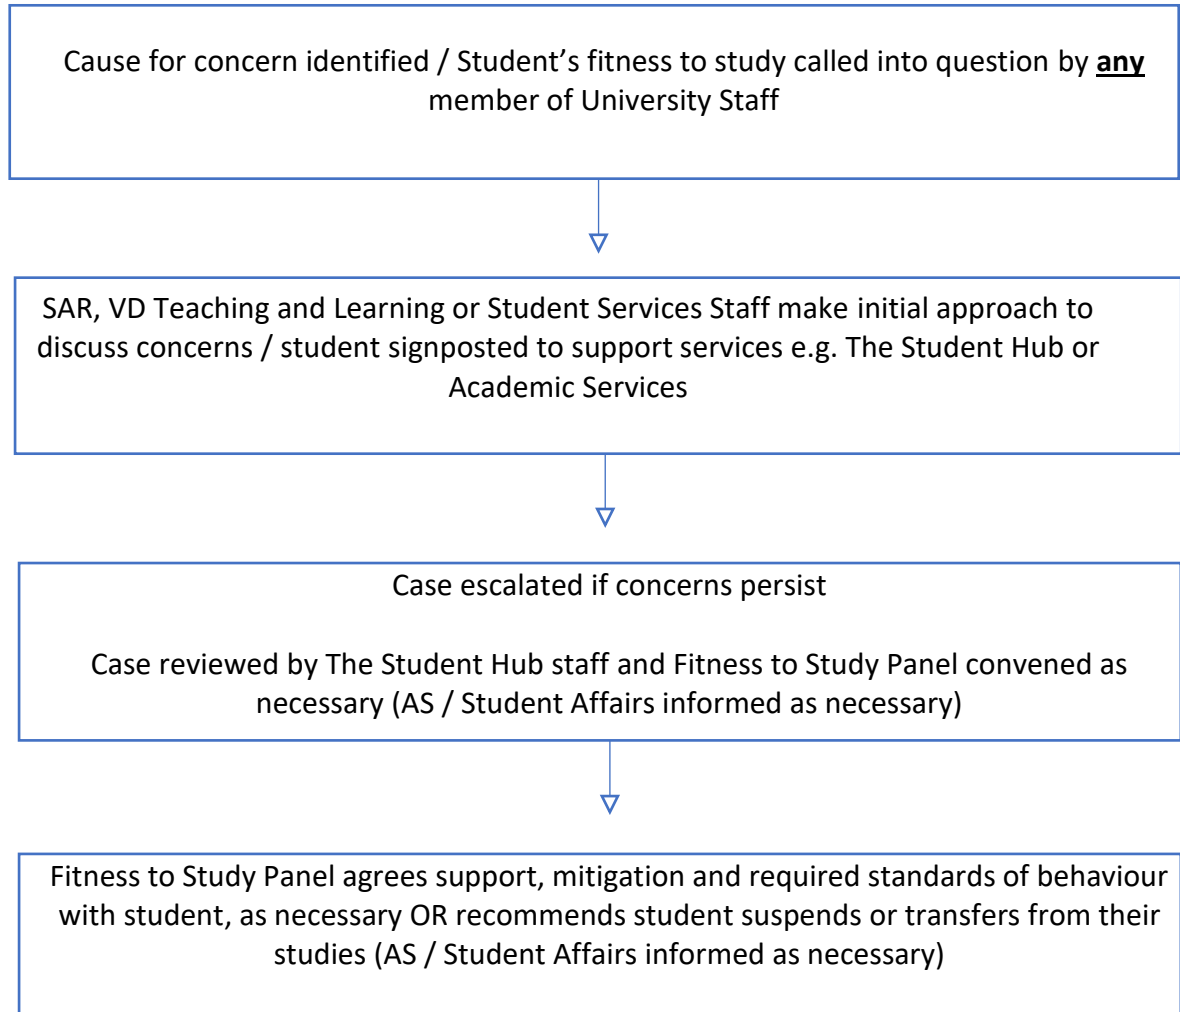 Cause for concern identified / Student’s fitness to study called into question by any
member of University Staff
SAR, VD Teaching and Learning or Student Services Staff make initial approach to
discuss concerns / student signposted to support services e.g. The Student Hub or
Academic Services
Case escalated if concerns persist
Case reviewed by The Student Hub staff and Fitness to Study Panel convened as
necessary (AS / Student Affairs informed as necessary)
Fitness to Study Panel agrees support, mitigation and required standards of behaviour
with student, as necessary OR recommends student suspends or transfers from their
studies (AS / Student Affairs informed as necessary)